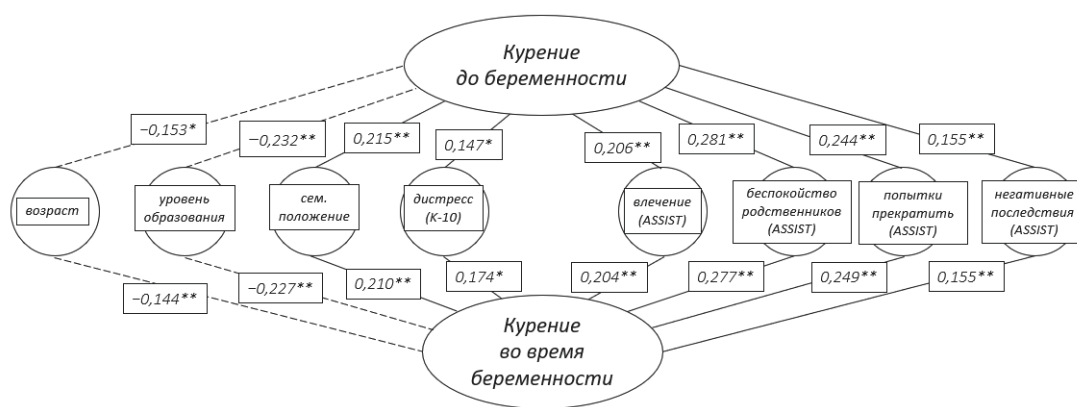 Курение
до беременности
−0,153*
−0,232**
0,215**
0,147*
0,206**
0,281**
0,244**
0,155**
возраст
уровень
образования
сем.
положение
дистресс
(K-10)
влечение
(ASSIST)
беспокойство
родственников
(ASSIST)
попытки
прекратить
(ASSIST)
негативные
последствия
(ASSIST)
−0,144**
−0,227**
0,210**
0,174*
0,204**
0,277**
0,249**
0,155**
Курение
во время
беременности